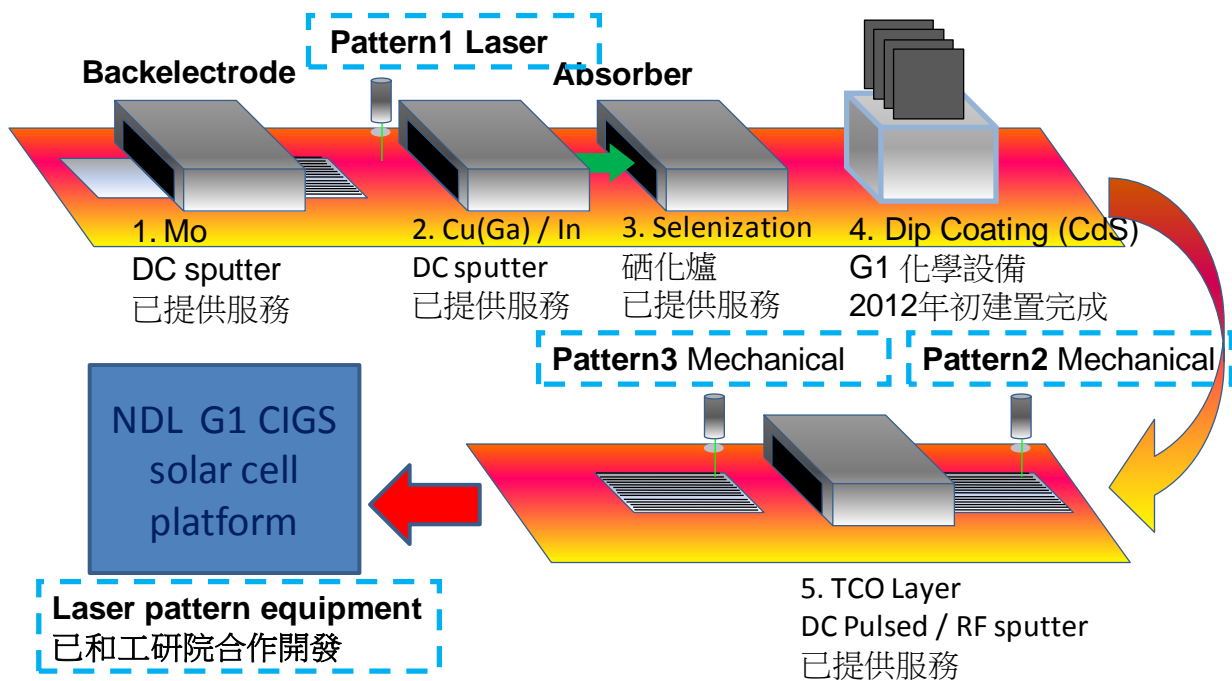 Pattern1 Laser
Backelectrode
Absorber
1. Mo
DC sputter
已提供服務
2. Cu(Ga) / In
DC sputter
已提供服務
3. Selenization
硒化爐
已提供服務
4. Dip Coating (CdS)
G1 化學設備
2012年初建置完成
Pattern3 Mechanical
Pattern2 Mechanical
NDL G1 CIGS
solar cell
platform
Laser pattern equipment
已和工研院合作開發
5. TCO Layer
DC Pulsed / RF sputter
已提供服務